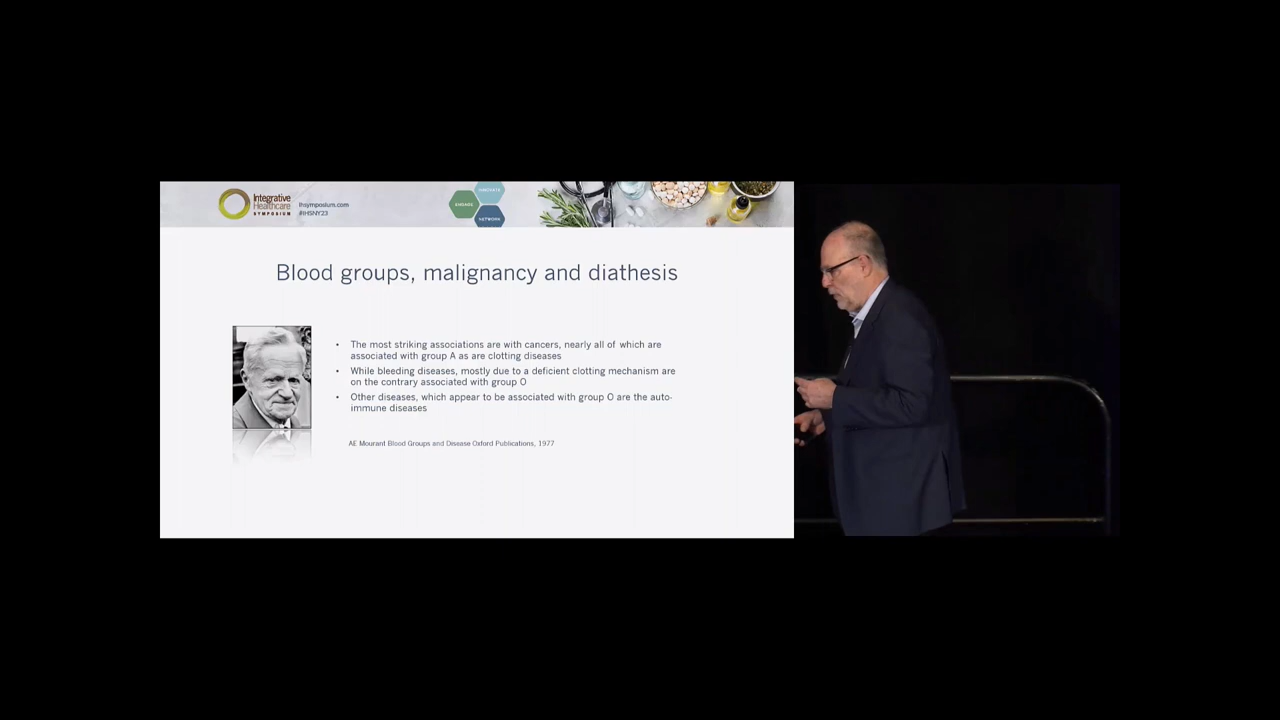 Integrative
Healthcare
SYMPOSIUM
ihsymposium.com
#IHSNY23
INNOVATE
ENGAGE
NETWORK
Blood groups, malignancy and diathesis
• The most striking associations are with cancers, nearly all of which are
associated with group A as are clotting diseases
• While bleeding diseases, mostly due to a deficient clotting mechanism are
on the contrary associated with group O
• Other diseases, which appear to be associated with group O are the auto-
immune diseases
AE Mourant Blood Groups and Disease Oxford Publications, 1977